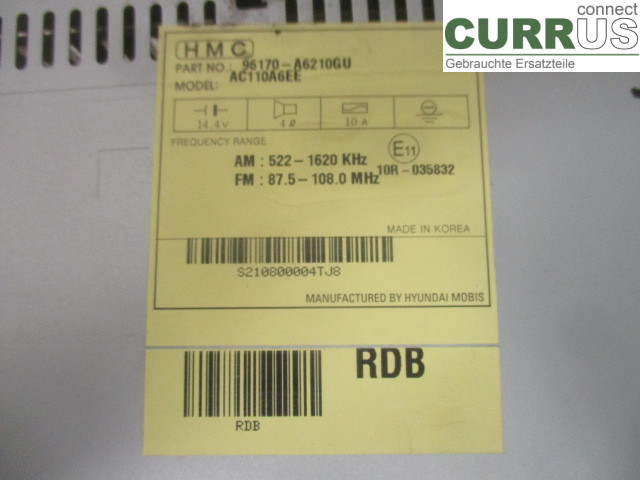 connect
CURRUS
Gebrauchte Ersatzteile
HMC
PART NO.: 96170-A6210GU
MODEL: AC110A6EE
14.4V 4Ω 10A
FREQUENCY RANGE
AM : 522-1620 KHz
E11
FM : 87.5-108.0 MHz
10R-035832
MADE IN KOREA
S210800004TJ8
MANUFACTURED BY HYUNDAI MOBIS
RDB
RDB